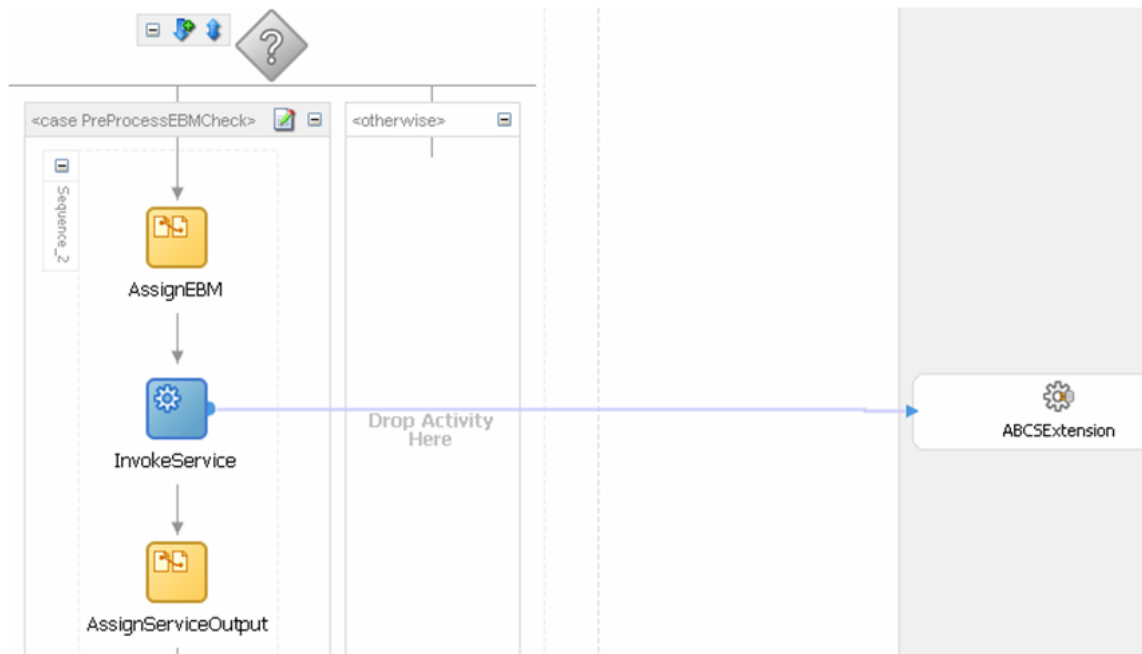 ?
<case PreProcessEBMCheck>
<otherwise>
Sequence_2
AssignEBM
InvokeService
Drop Activity
Here
ABCSExtension
AssignServiceOutput